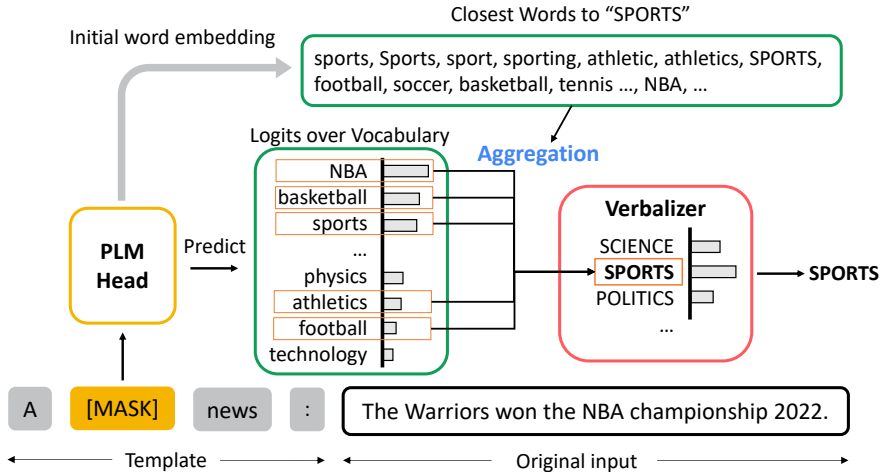 Closest Words to “SPORTS”
Initial word embedding
sports, Sports, sport, sporting, athletic, athletics, SPORTS,
football, soccer, basketball, tennis ..., NBA, ...
Logits over Vocabulary
Aggregation
NBA
basketball
sports
...
physics
athletics
football
technology
PLM
Head
Predict
Verbalizer
SCIENCE
SPORTS
POLITICS
...
SPORTS
A [MASK] news : The Warriors won the NBA championship 2022.
Template Original input